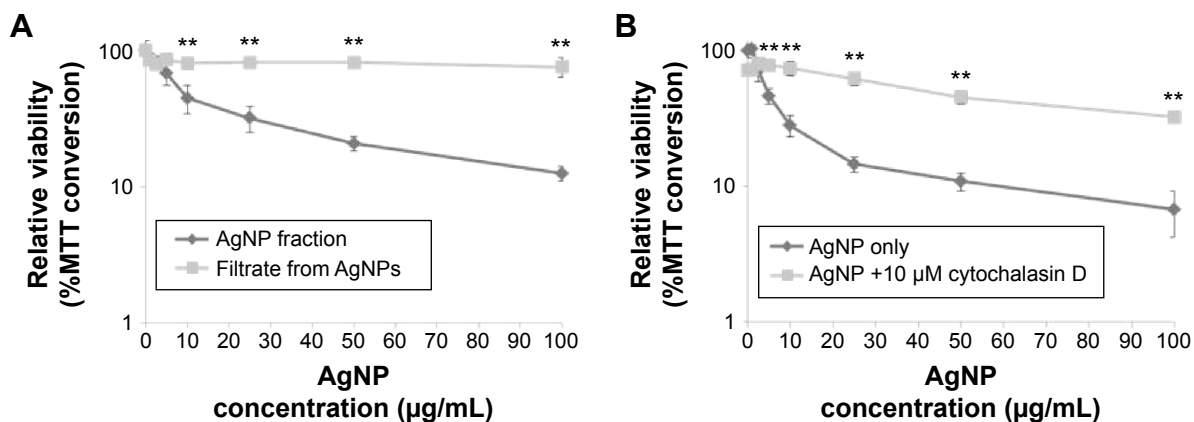 A
Relative viability
(%MTT conversion)
100
10
1
** ** ** **
AgNP fraction
Filtrate from AgNPs
0 10 20 30 40 50 60 70 80 90 100
AgNP
concentration (µg/mL)
B
Relative viability
(%MTT conversion)
100
10
1
** ** ** ** **
AgNP only
AgNP +10 µM cytochalasin D
0 10 20 30 40 50 60 70 80 90 100
AgNP
concentration (µg/mL)